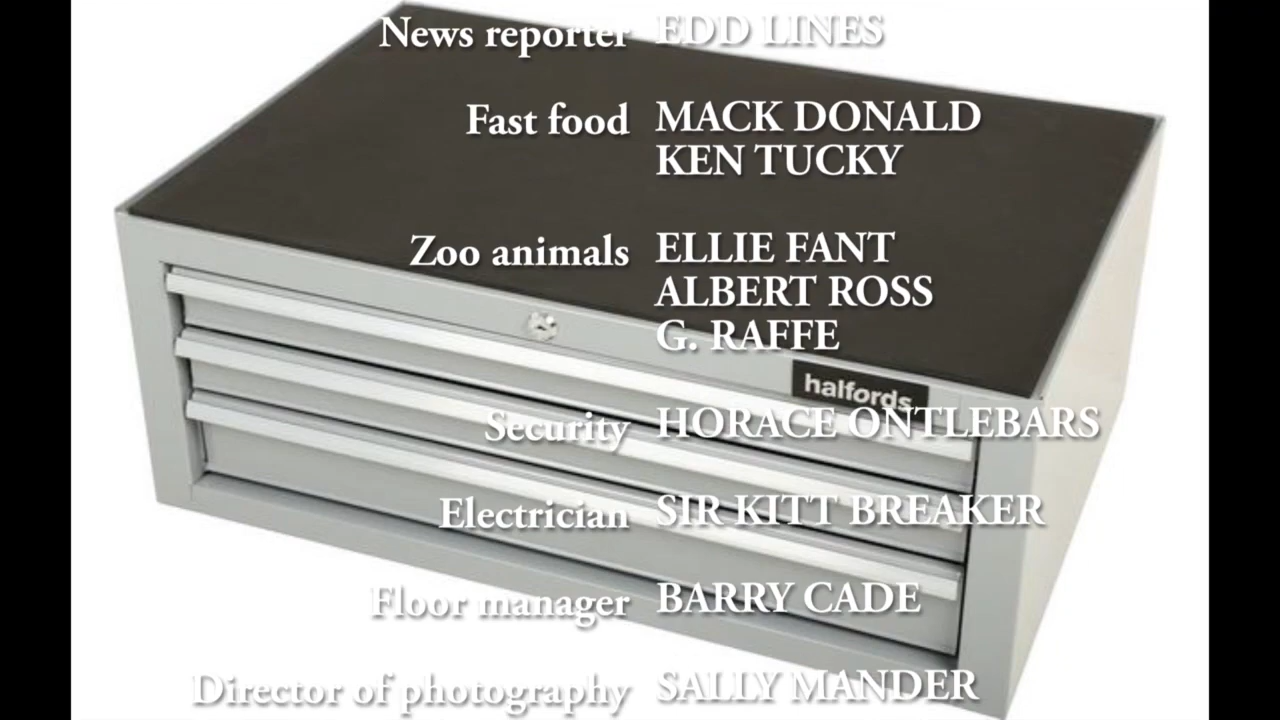 News reporter EDD LINES
Fast food MACK DONALD
KEN TUCKY
Zoo animals ELLIE FANT
ALBERT ROSS
G. RAFFE
halfords
Security HORACE ONTLEBARS
Electrician SIR KITT BREAKER
Floor manager BARRY CADE
Director of photography SALLY MANDER